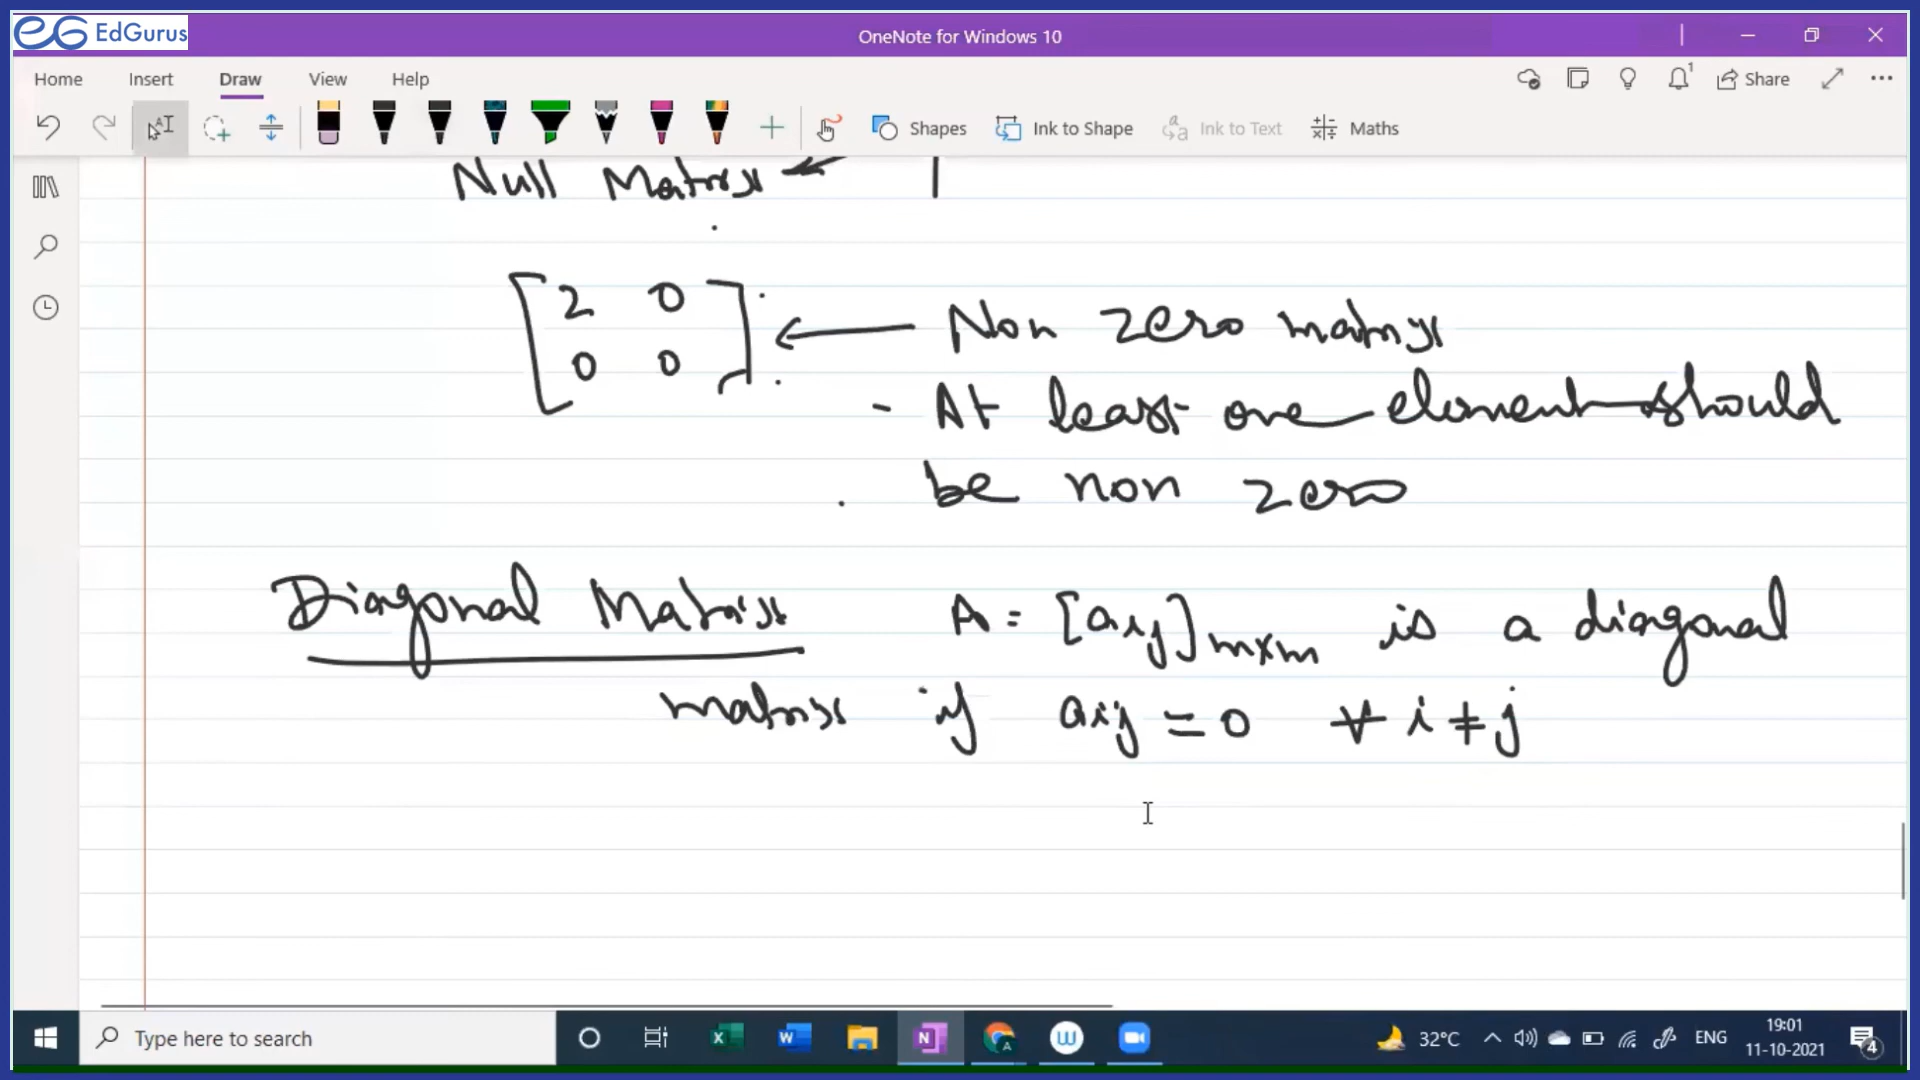 EdGurus
OneNote for Windows 10
Home Insert Draw View Help
Share
Shapes Ink to Shape Ink to Text Maths
Null Matrix
[2 0
0 0]
Non zero matrix
- At least one element should
be non zero
Diagonal Matrix A = [aij]m×m is a diagonal
matrix if aij = 0 ∀ i ≠ j
Type here to search
32°C ENG 19:01
11-10-2021
4